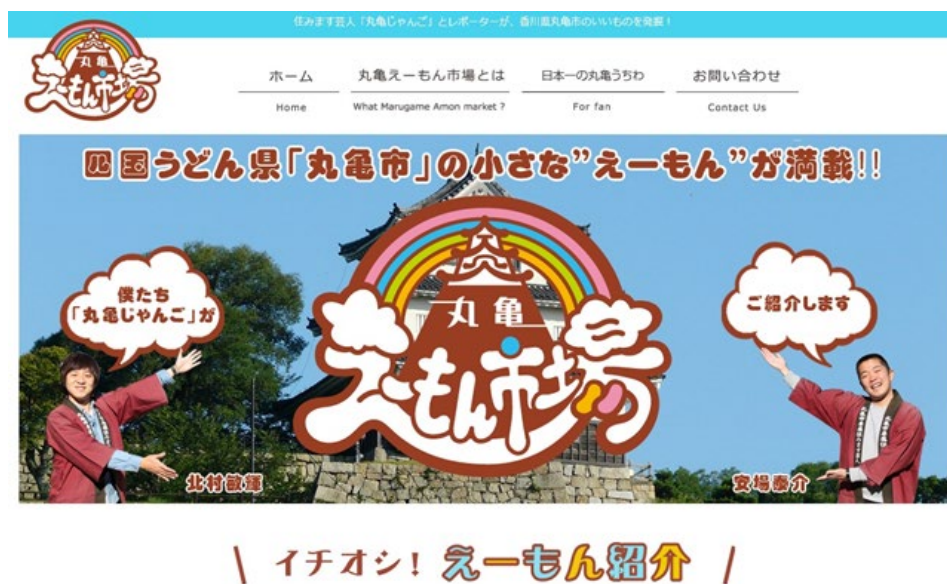 住みます芸人「丸亀じゃんご」とレポーターが、香川県丸亀市のいいものを発掘！
丸亀
えーもん市場
ホーム 丸亀えーもん市場とは 日本一の丸亀うちわ お問い合わせ
Home What Marugame Amon market ? For fan Contact Us
四国うどん県「丸亀市」の小さな”えーもん”が満載!!
僕たち
「丸亀じゃんご」が
ご紹介します
丸亀
えーもん市場
北村敏輝
安場泰介
イチオシ! えーもん紹介